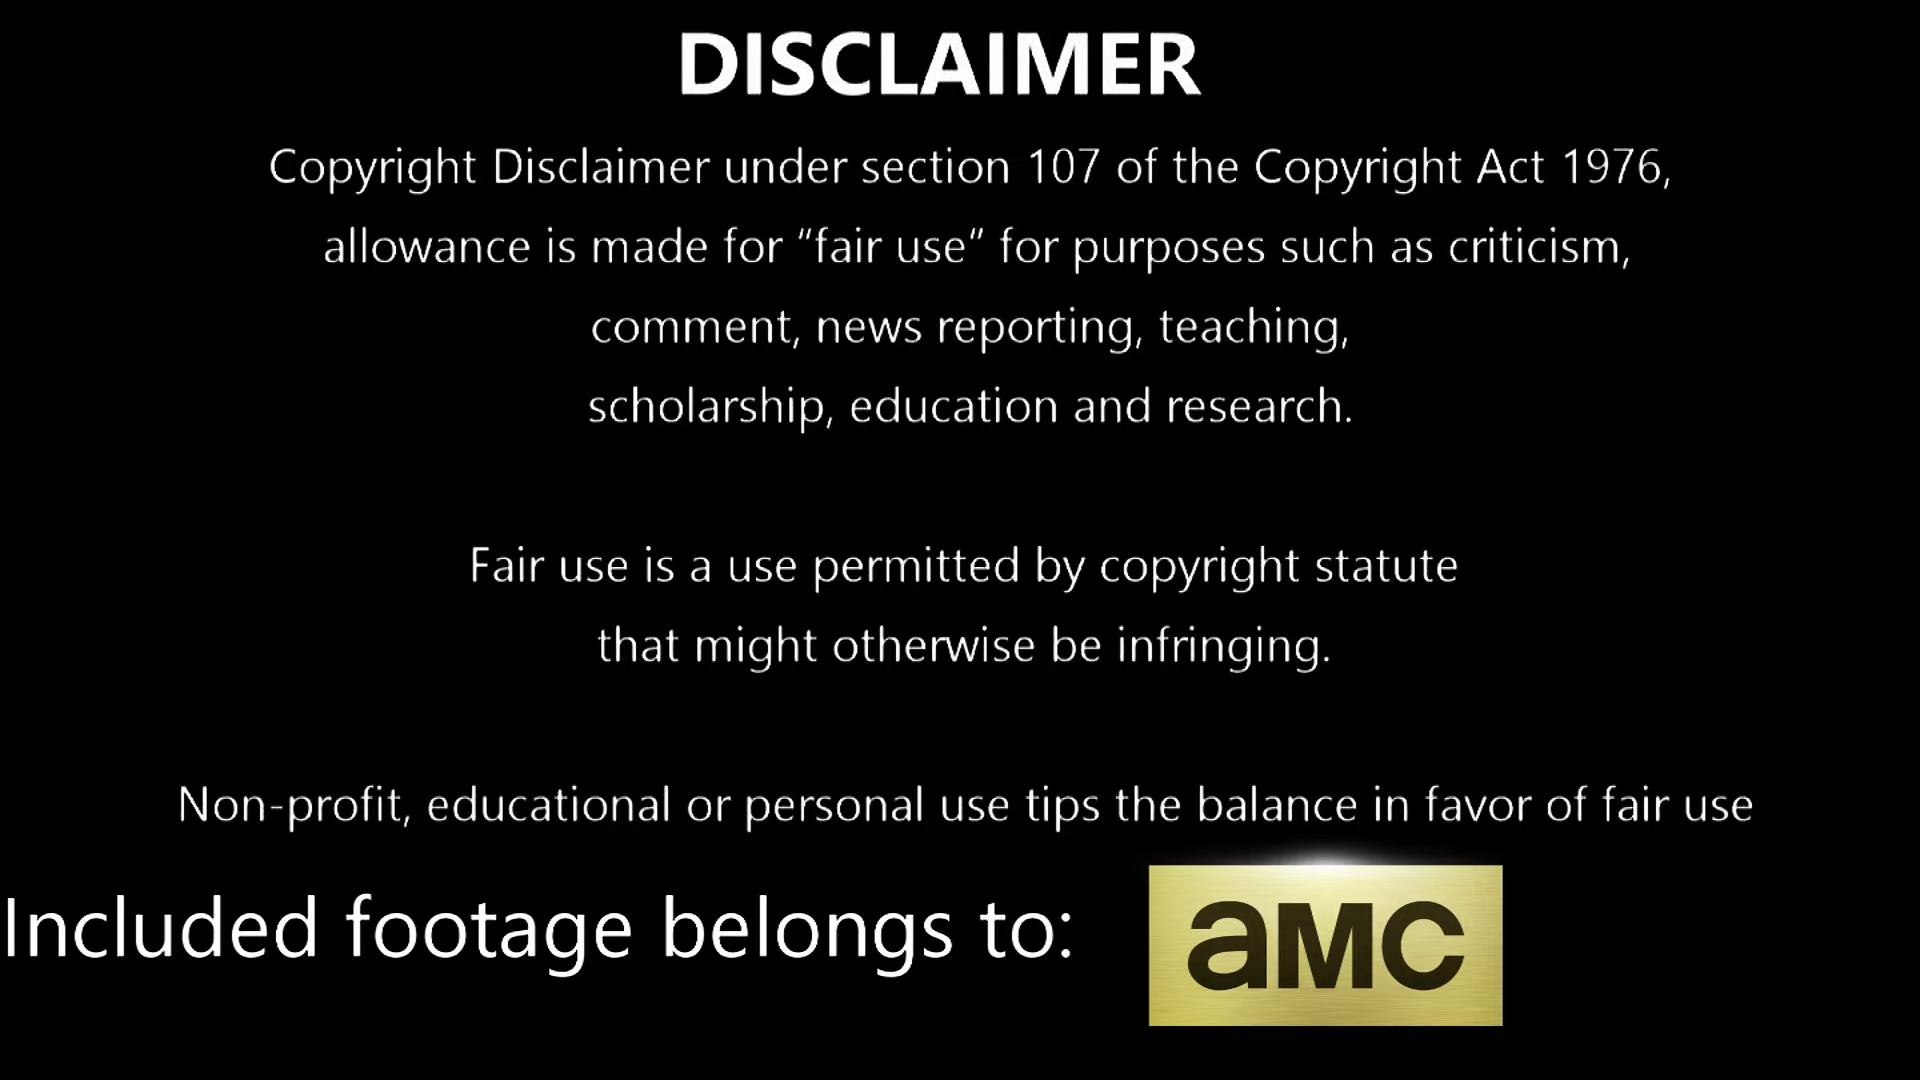 DISCLAIMER
Copyright Disclaimer under section 107 of the Copyright Act 1976,
allowance is made for “fair use” for purposes such as criticism,
comment, news reporting, teaching,
scholarship, education and research.
Fair use is a use permitted by copyright statute
that might otherwise be infringing.
Non-profit, educational or personal use tips the balance in favor of fair use
Included footage belongs to: aMC